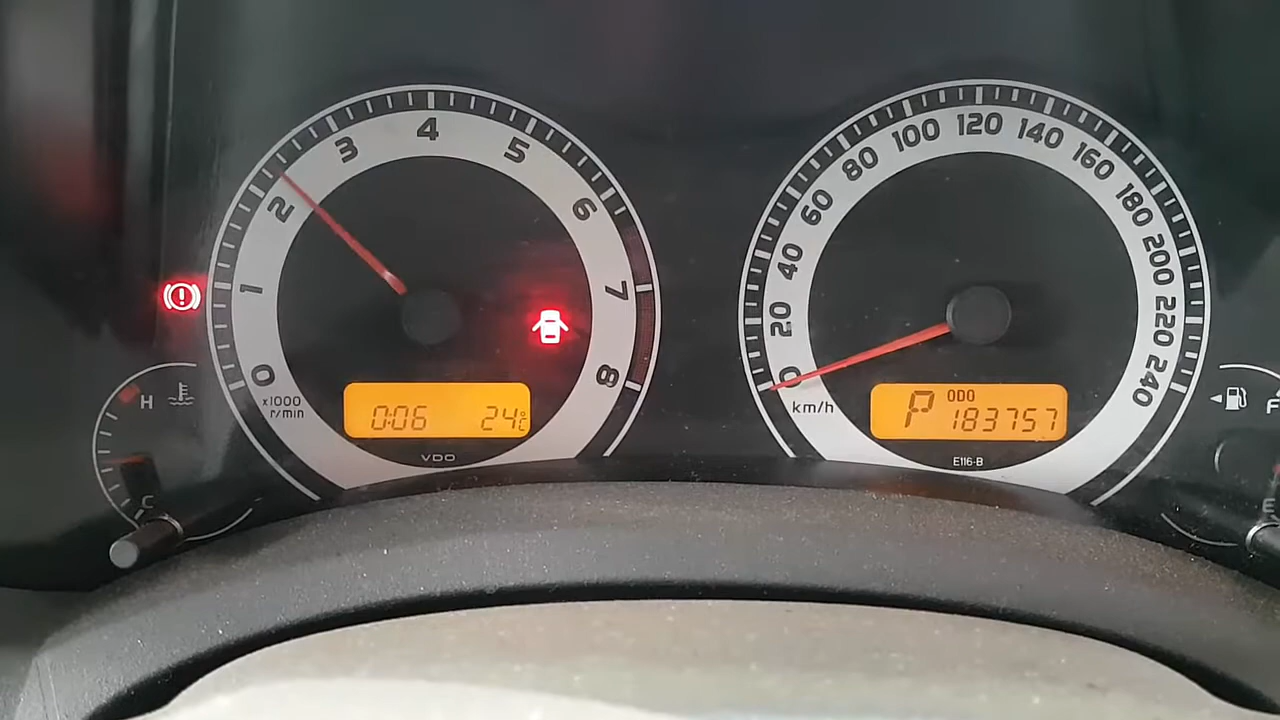 0 1 2 3 4 5 6 7 8
x1000
r/min
0:06 24°C
VDO
H
C
0 20 40 60 80 100 120 140 160 180 200 220 240
km/h
P ODO
183757
E116-B
F
E